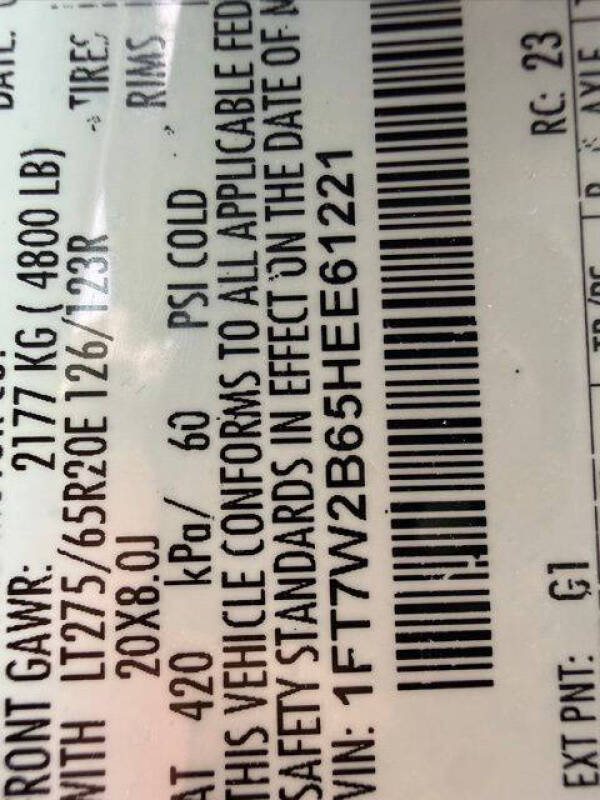 DATE:
RONT GAWR: 2177 KG ( 4800 LB)
WITH LT275/65R20E 126/123R TIRES
20X8.0J RIMS
AT 420 kPa/ 60 PSI COLD
THIS VEHICLE CONFORMS TO ALL APPLICABLE FED
SAFETY STANDARDS IN EFFECT ON THE DATE OF M
VIN: 1FT7W2B65HEE61221
EXT PNT: G1 RC: 23
AXLE